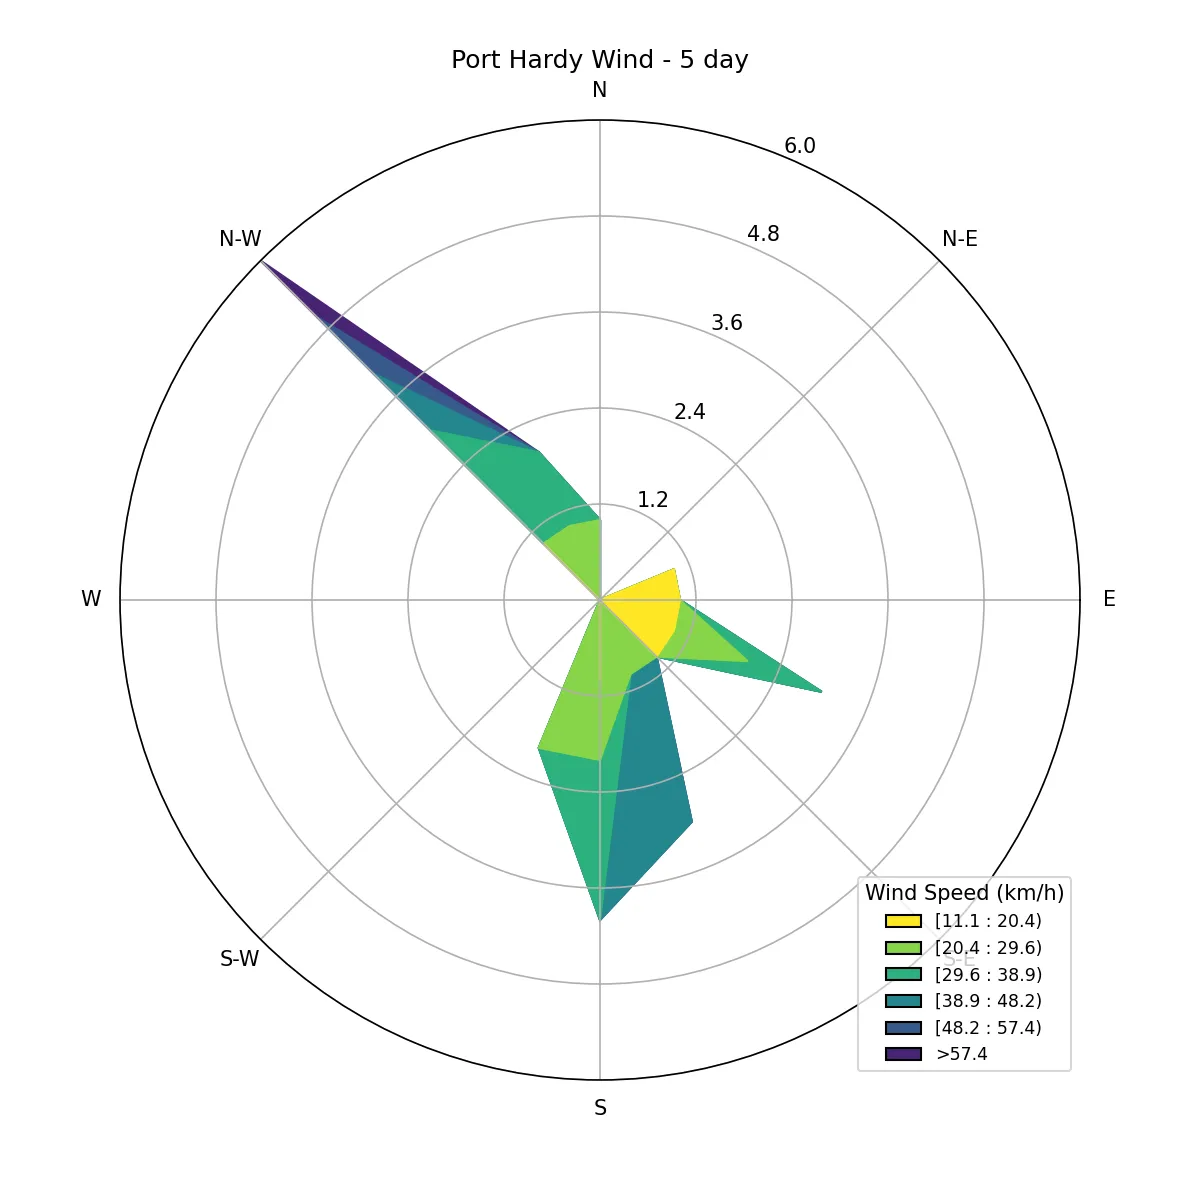 Port Hardy Wind - 5 day
N
6.0
N-W
N-E
4.8
3.6
2.4
1.2
W
E
S-W
S-E
S
Wind Speed (km/h)
[11.1 : 20.4)
[20.4 : 29.6)
[29.6 : 38.9)
[38.9 : 48.2)
[48.2 : 57.4)
>57.4